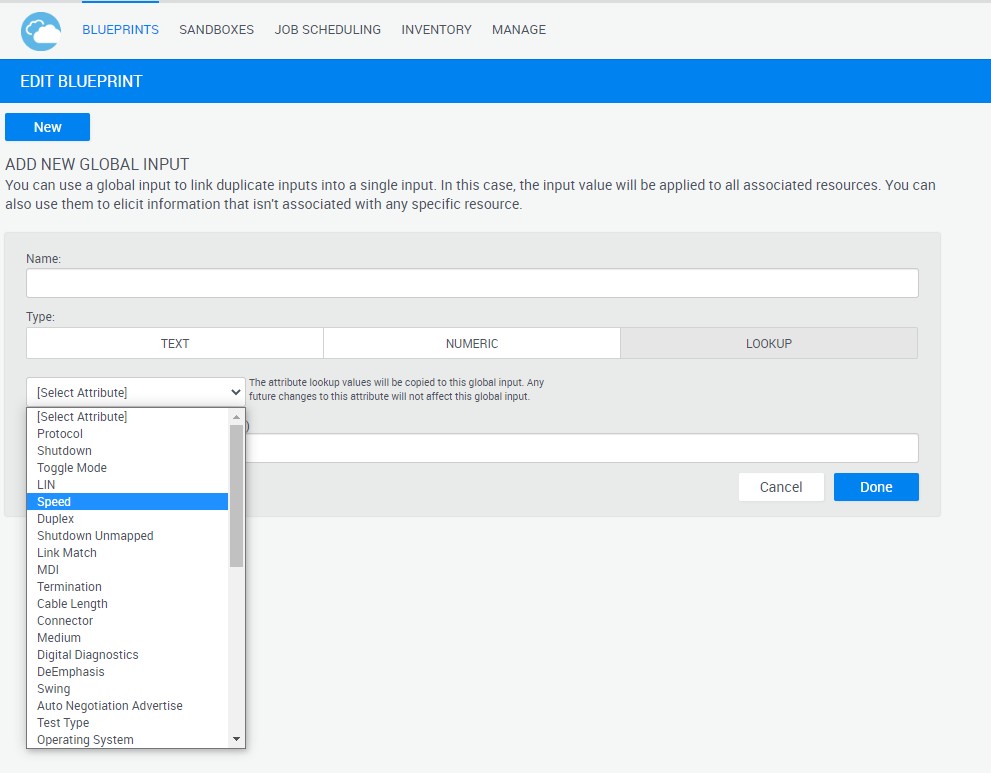 BLUEPRINTS SANDBOXES JOB SCHEDULING INVENTORY MANAGE
EDIT BLUEPRINT
New
ADD NEW GLOBAL INPUT
You can use a global input to link duplicate inputs into a single input. In this case, the input value will be applied to all associated resources. You can
also use them to elicit information that isn't associated with any specific resource.
Name:
Type:
TEXT NUMERIC LOOKUP
[Select Attribute]
The attribute lookup values will be copied to this global input. Any
future changes to this attribute will not affect this global input.
[Select Attribute]
Protocol
Shutdown
Toggle Mode
LIN
Speed
Duplex
Shutdown Unmapped
Link Match
MDI
Termination
Cable Length
Connector
Medium
Digital Diagnostics
DeEmphasis
Swing
Auto Negotiation Advertise
Test Type
Operating System
)
Cancel Done